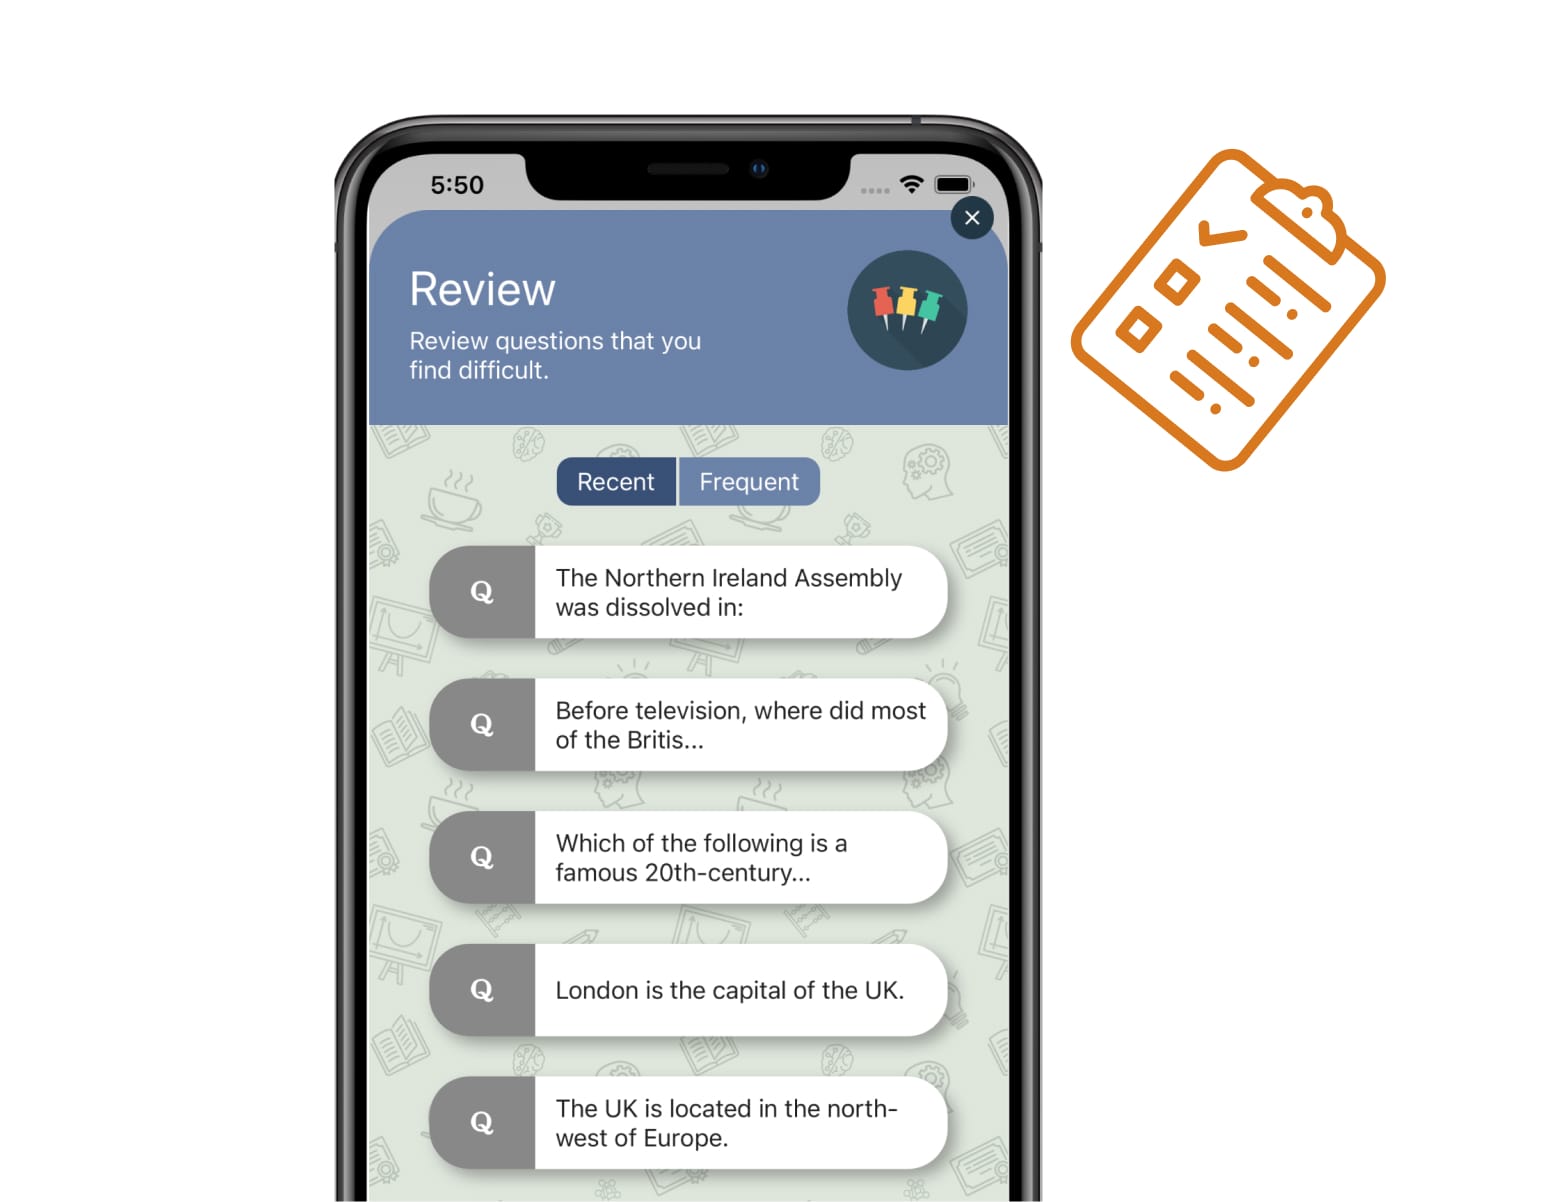 5:50
Review
Review questions that you
find difficult.
Recent Frequent
Q
The Northern Ireland Assembly
was dissolved in:
Q
Before television, where did most
of the Britis...
Q
Which of the following is a
famous 20th-century...
Q
London is the capital of the UK.
Q
The UK is located in the north-
west of Europe.